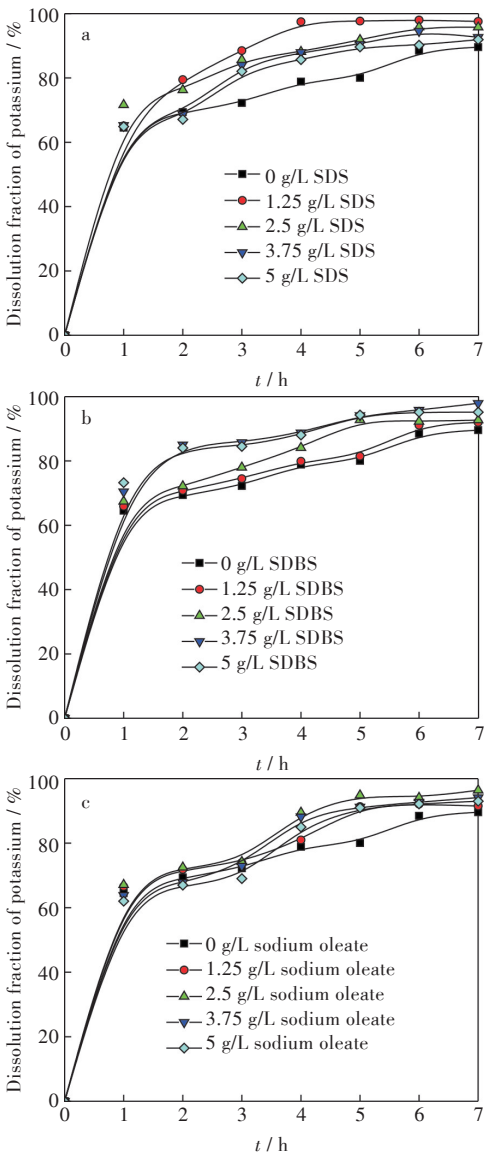 100
80
60
40
20
0
Dissolution fraction of potassium / %
a
0 g/L SDS
1.25 g/L SDS
2.5 g/L SDS
3.75 g/L SDS
5 g/L SDS
0 1 2 3 4 5 6 7
t / h
100
80
60
40
20
0
Dissolution fraction of potassium / %
b
0 g/L SDBS
1.25 g/L SDBS
2.5 g/L SDBS
3.75 g/L SDBS
5 g/L SDBS
0 1 2 3 4 5 6 7
t / h
100
80
60
40
20
0
Dissolution fraction of potassium / %
c
0 g/L sodium oleate
1.25 g/L sodium oleate
2.5 g/L sodium oleate
3.75 g/L sodium oleate
5 g/L sodium oleate
0 1 2 3 4 5 6 7
t / h